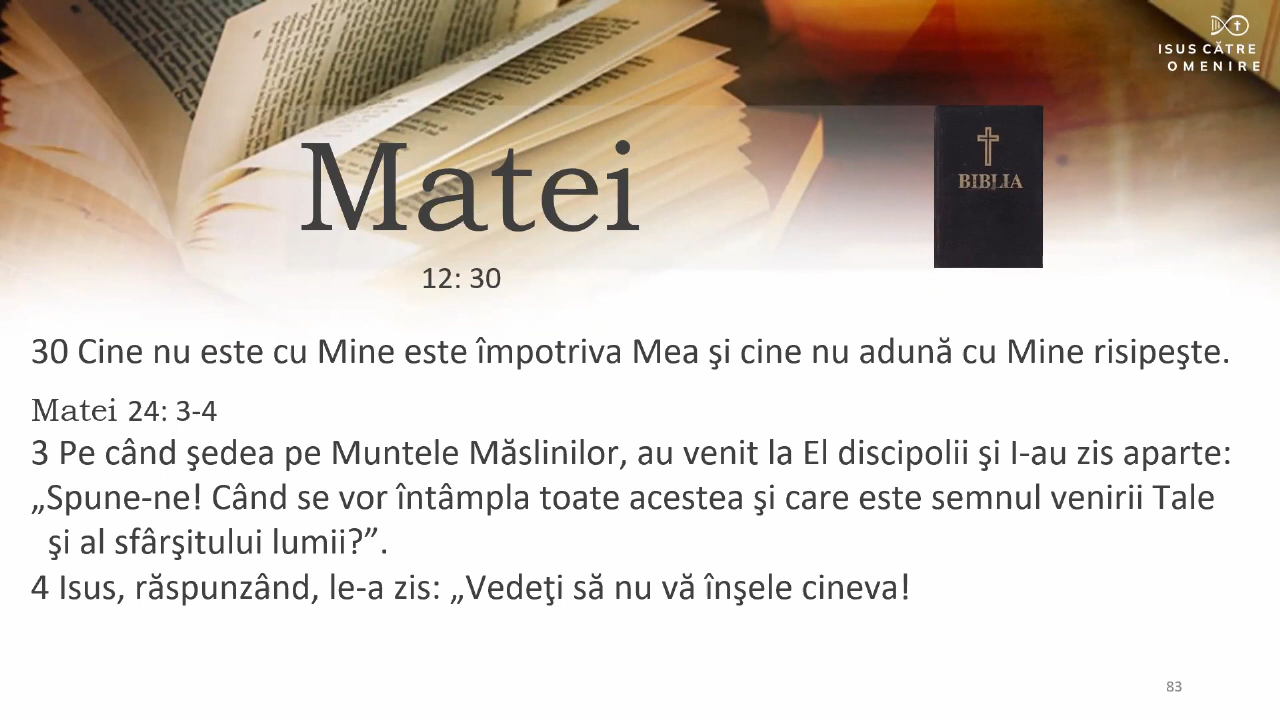 ISUS CĂTRE
OMENIRE
Matei
BIBLIA
12: 30
30 Cine nu este cu Mine este împotriva Mea şi cine nu adună cu Mine risipeşte.
Matei 24: 3-4
3 Pe când şedea pe Muntele Măslinilor, au venit la El discipolii şi I-au zis aparte:
„Spune-ne! Când se vor întâmpla toate acestea şi care este semnul venirii Tale
şi al sfârşitului lumii?”.
4 Isus, răspunzând, le-a zis: „Vedeţi să nu vă înşele cineva!
83